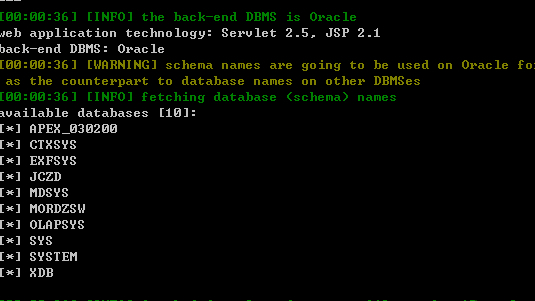 [00:00:36] [INFO] the back-end DBMS is Oracle
web application technology: Servlet 2.5, JSP 2.1
back-end DBMS: Oracle
[00:00:36] [WARNING] schema names are going to be used on Oracle fo
as the counterpart to database names on other DBMSes
[00:00:36] [INFO] fetching database (schema) names
available databases [10]:
[*] APEX_030200
[*] CTXSYS
[*] EXFSYS
[*] JCZD
[*] MDSYS
[*] MORDZSW
[*] OLAPSYS
[*] SYS
[*] SYSTEM
[*] XDB